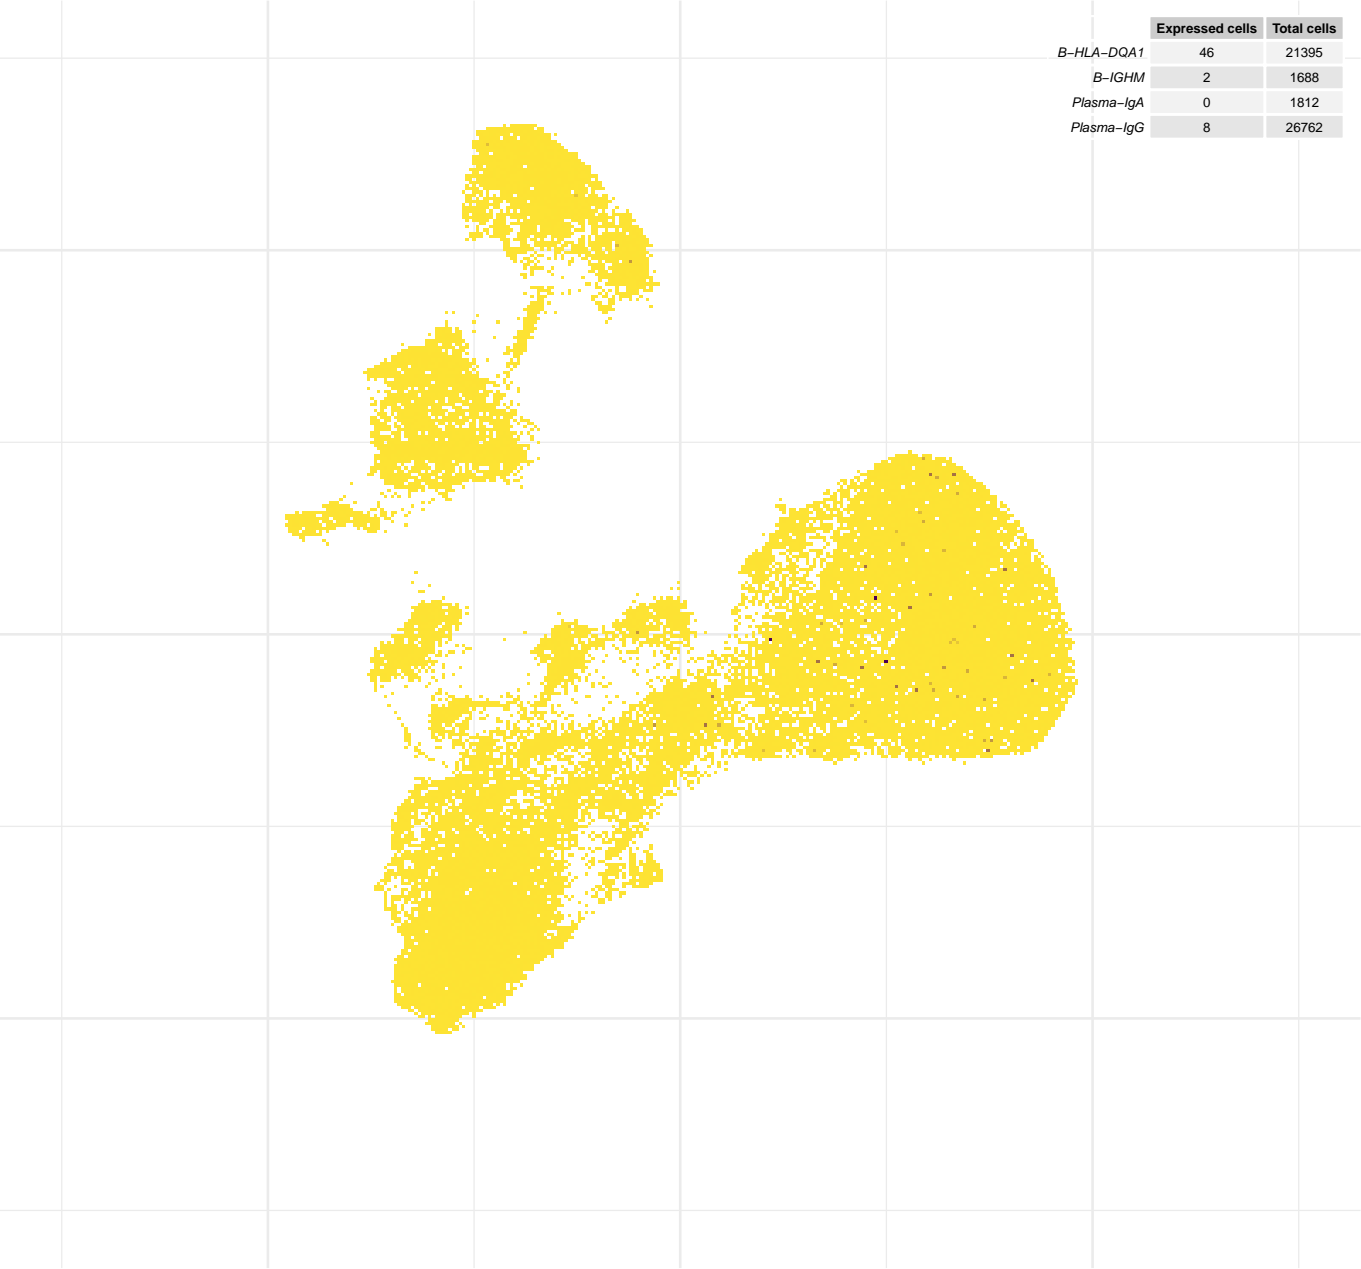 Expressed cells Total cells
B−HLA−DQA1 46 21395
B−IGHM 2 1688
Plasma−IgA 0 1812
Plasma−IgG 8 26762